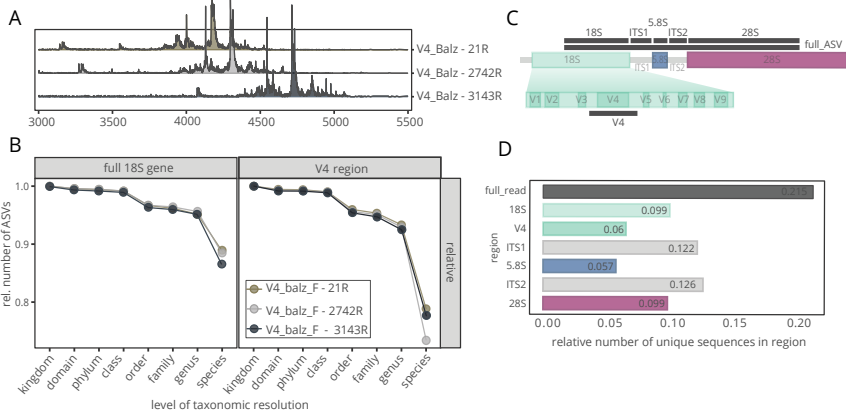 A
V4_Balz - 21R
V4_Balz - 2742R
V4_Balz - 3143R
3000 3500 4000 4500 5000 5500
B
full 18S gene
V4 region
relative
rel. number of ASVs
1.0
0.9
0.8
V4_balz_F - 21R
V4_balz_F - 2742R
V4_balz_F - 3143R
kingdom domain phylum class order family genus species
kingdom domain phylum class order family genus species
level of taxonomic resolution
C
5.8S
18S ITS1 ITS2 28S
full_ASV
18S ITS1 5.8S ITS2 28S
V1 V2 V3 V4 V5 V6 V7 V8 V9
V4
D
region
full_read 0.215
18S 0.099
V4 0.06
ITS1 0.122
5.8S 0.057
ITS2 0.126
28S 0.099
0.00 0.05 0.10 0.15 0.20
relative number of unique sequences in region